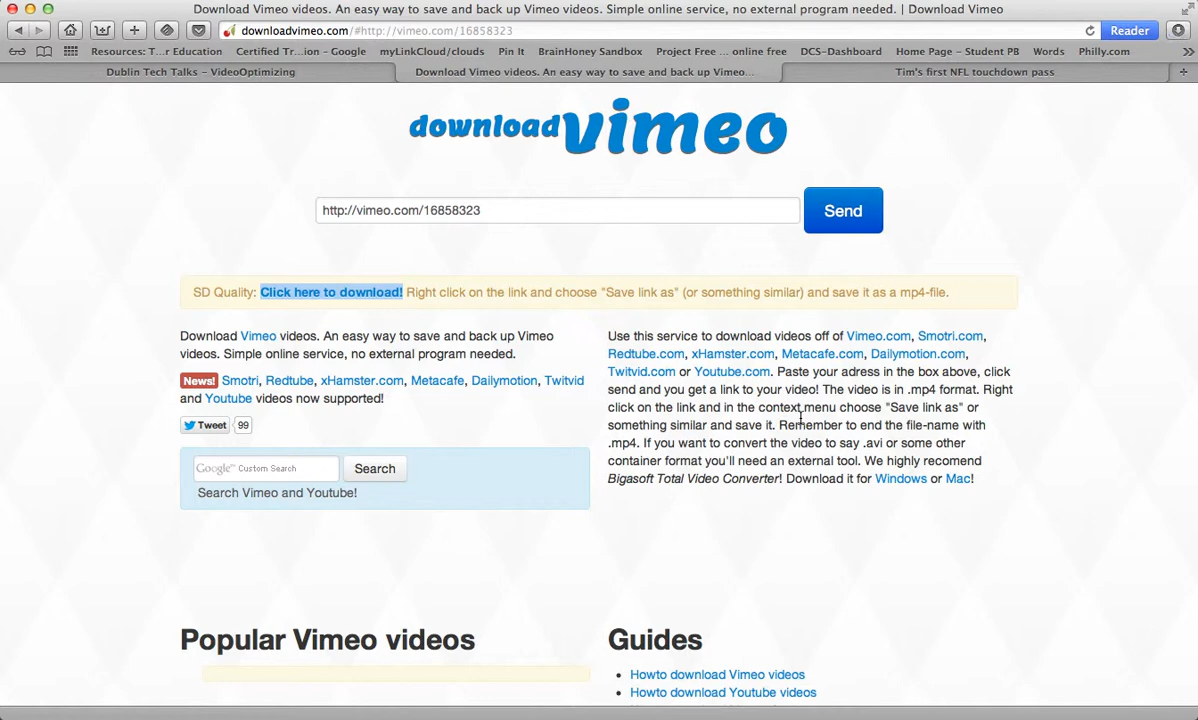 Download Vimeo videos. An easy way to save and back up Vimeo videos. Simple online service, no external program needed. | Download Vimeo
downloadvimeo.com/#http://vimeo.com/16858323
Reader
Resources: T...r Education Certified Tr...ion - Google myLinkCloud/clouds Pin It BrainHoney Sandbox Project Free ... online free DCS-Dashboard Home Page - Student PB Words Philly.com
Dublin Tech Talks - VideoOptimizing Download Vimeo videos. An easy way to save and back up Vimeo... Tim's first NFL touchdown pass
downloadvimeo
http://vimeo.com/16858323 Send
SD Quality: Click here to download! Right click on the link and choose "Save link as" (or something similar) and save it as a mp4-file.
Download Vimeo videos. An easy way to save and back up Vimeo
videos. Simple online service, no external program needed.
News! Smotri, Redtube, xHamster.com, Metacafe, Dailymotion, Twitvid
and Youtube videos now supported!
Tweet 99
Google™ Custom Search Search
Search Vimeo and Youtube!
Use this service to download videos off of Vimeo.com, Smotri.com,
Redtube.com, xHamster.com, Metacafe.com, Dailymotion.com,
Twitvid.com or Youtube.com. Paste your adress in the box above, click
send and you get a link to your video! The video is in .mp4 format. Right
click on the link and in the context menu choose "Save link as" or
something similar and save it. Remember to end the file-name with
.mp4. If you want to convert the video to say .avi or some other
container format you'll need an external tool. We highly recomend
Bigasoft Total Video Converter! Download it for Windows or Mac!
Popular Vimeo videos
Guides
• Howto download Vimeo videos
• Howto download Youtube videos